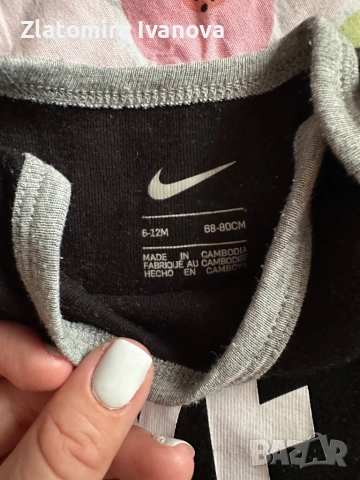 Zlatomira Ivanova
6-12M 68-80CM
MADE IN CAMBODIA
FABRIQUÉ AU CAMBODGE
HECHO EN CAMBOYA
BAZAR